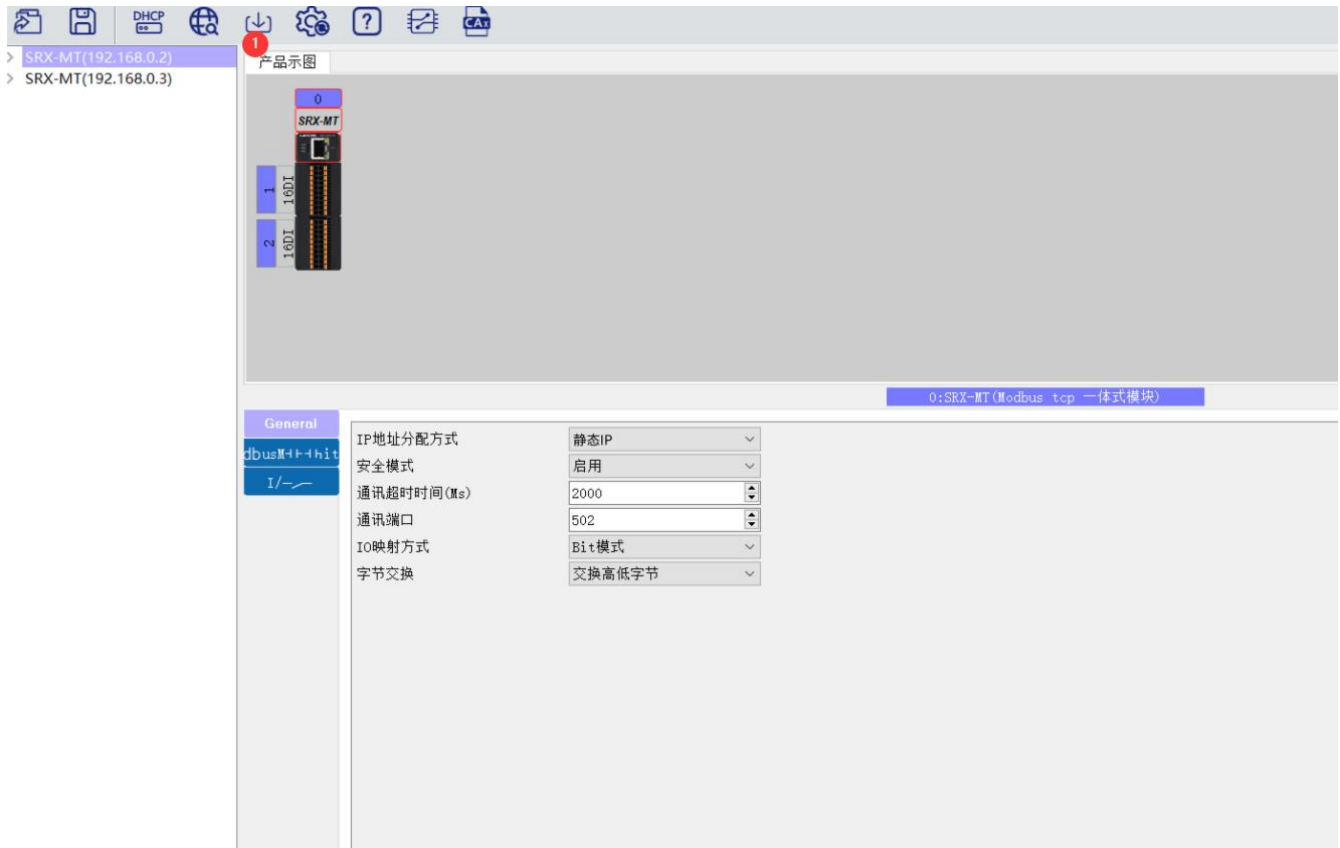 DHCP
?
CAx
1
SRX-MT(192.168.0.2)
SRX-MT(192.168.0.3)
产品示图
0
SRX-MT
1
16DI
2
16DI
0:SRX-MT(Modbus tcp 一体式模块)
General
IP地址分配方式
静态IP
安全模式
启用
通讯超时时间(Ms)
2000
通讯端口
502
IO映射方式
Bit模式
字节交换
交换高低字节